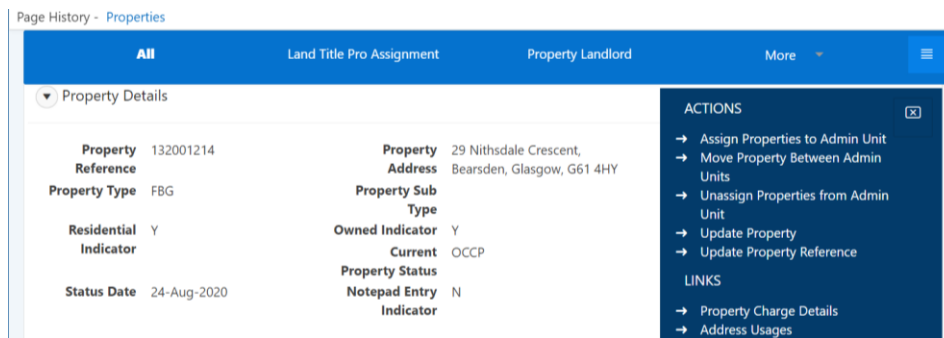 Page History - Properties
All Land Title Pro Assignment Property Landlord More
Property Details
Property Reference 132001214 Property Address 29 Nithsdale Crescent,
Bearsden, Glasgow, G61 4HY
Property Type FBG Property Sub Type
Residential Indicator Y Owned Indicator Y
Current Property Status OCCP
Status Date 24-Aug-2020 Notepad Entry Indicator N
ACTIONS
→ Assign Properties to Admin Unit
→ Move Property Between Admin
Units
→ Unassign Properties from Admin
Unit
→ Update Property
→ Update Property Reference
LINKS
→ Property Charge Details
→ Address Usages